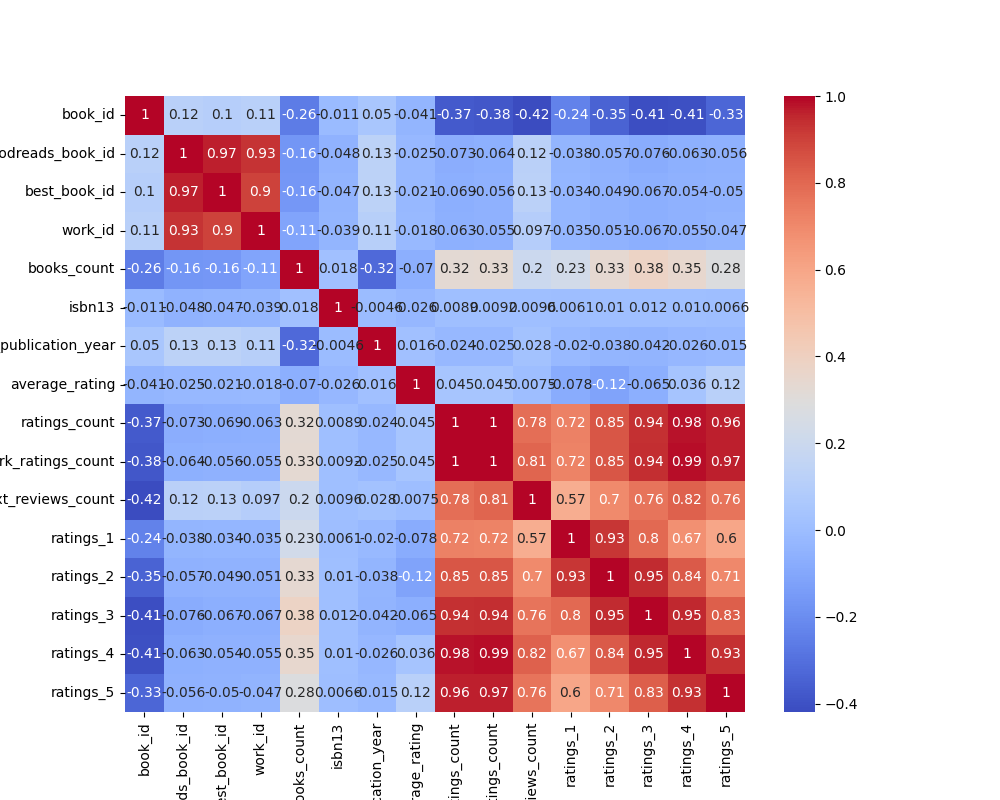 book_id 1 0.12 0.1 0.11 -0.26 -0.011 0.05 -0.041 -0.37 -0.38 -0.42 -0.24 -0.35 -0.41 -0.41 -0.33
odreads_book_id 0.12 1 0.97 0.93 -0.16 -0.048 0.13 -0.025 -0.073 -0.064 0.12 -0.038 -0.057 -0.076 -0.063 -0.056
best_book_id 0.1 0.97 1 0.9 -0.16 -0.047 0.13 -0.021 -0.069 -0.056 0.13 -0.034 -0.049 -0.067 -0.054 -0.05
work_id 0.11 0.93 0.9 1 -0.11 -0.039 0.11 -0.018 -0.063 -0.055 0.097 -0.035 -0.051 -0.067 -0.055 -0.047
books_count -0.26 -0.16 -0.16 -0.11 1 0.018 -0.32 -0.07 0.32 0.33 0.2 0.23 0.33 0.38 0.35 0.28
isbn13 -0.011 -0.048 -0.047 -0.039 0.018 1 0.0046 -0.026 0.0089 0.0092 0.0096 0.0061 0.01 0.012 0.01 0.0066
publication_year 0.05 0.13 0.13 0.11 -0.32 0.0046 1 0.016 -0.024 -0.025 0.028 -0.02 -0.038 -0.042 -0.026 -0.015
average_rating -0.041 -0.025 -0.021 -0.018 -0.07 -0.026 0.016 1 0.045 0.045 0.0075 -0.078 -0.12 -0.065 0.036 0.12
ratings_count -0.37 -0.073 -0.069 -0.063 0.32 0.0089 -0.024 0.045 1 1 0.78 0.72 0.85 0.94 0.98 0.96
rk_ratings_count -0.38 -0.064 -0.056 -0.055 0.33 0.0092 -0.025 0.045 1 1 0.81 0.72 0.85 0.94 0.99 0.97
xt_reviews_count -0.42 0.12 0.13 0.097 0.2 0.0096 0.028 0.0075 0.78 0.81 1 0.57 0.7 0.76 0.82 0.76
ratings_1 -0.24 -0.038 -0.034 -0.035 0.23 0.0061 -0.02 -0.078 0.72 0.72 0.57 1 0.93 0.8 0.67 0.6
ratings_2 -0.35 -0.057 -0.049 -0.051 0.33 0.01 -0.038 -0.12 0.85 0.85 0.7 0.93 1 0.95 0.84 0.71
ratings_3 -0.41 -0.076 -0.067 -0.067 0.38 0.012 -0.042 -0.065 0.94 0.94 0.76 0.8 0.95 1 0.95 0.83
ratings_4 -0.41 -0.063 -0.054 -0.055 0.35 0.01 -0.026 0.036 0.98 0.99 0.82 0.67 0.84 0.95 1 0.93
ratings_5 -0.33 -0.056 -0.05 -0.047 0.28 0.0066 -0.015 0.12 0.96 0.97 0.76 0.6 0.71 0.83 0.93 1
book_id
ds_book_id
est_book_id
work_id
ooks_count
isbn13
cation_year
rage_rating
tings_count
tings_count
iews_count
ratings_1
ratings_2
ratings_3
ratings_4
ratings_5
1.0
0.8
0.6
0.4
0.2
0.0
−0.2
−0.4